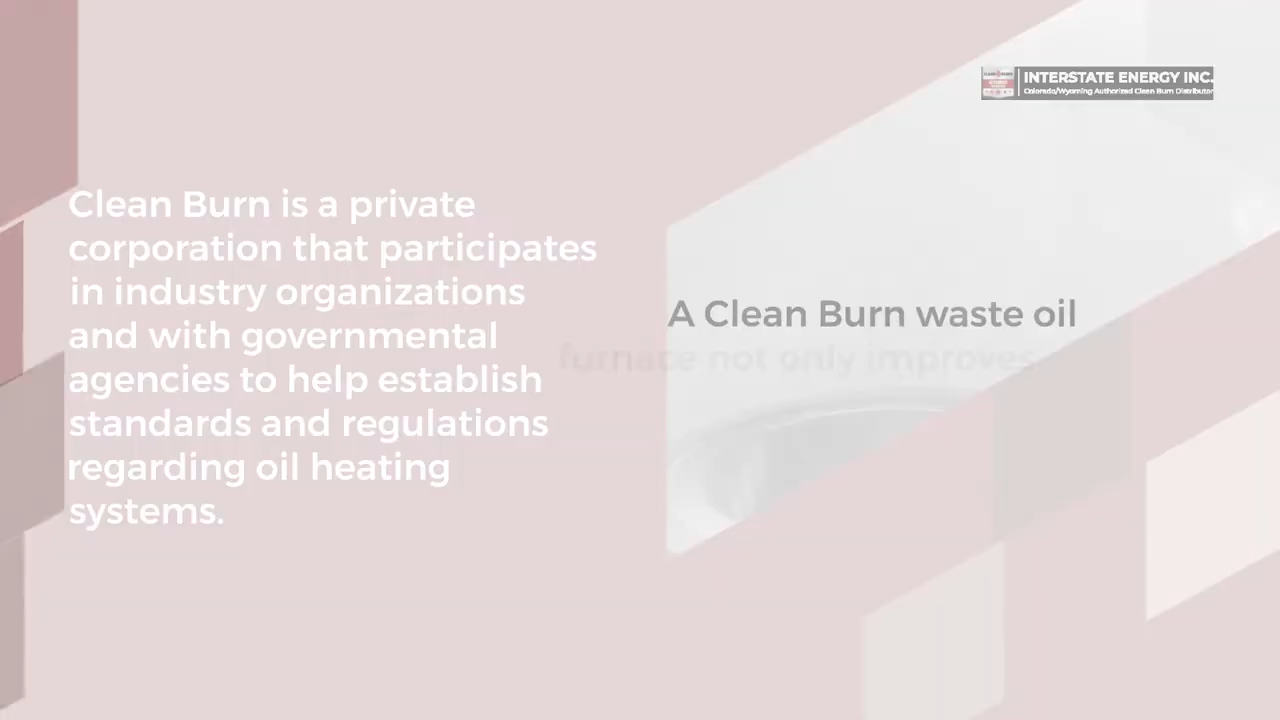 INTERSTATE ENERGY INC.
Colorado/Wyoming Authorized Clean Burn Distributor
Clean Burn is a private
corporation that participates
in industry organizations
and with governmental
agencies to help establish
standards and regulations
regarding oil heating
systems.
A Clean Burn waste oil
furnace not only improves